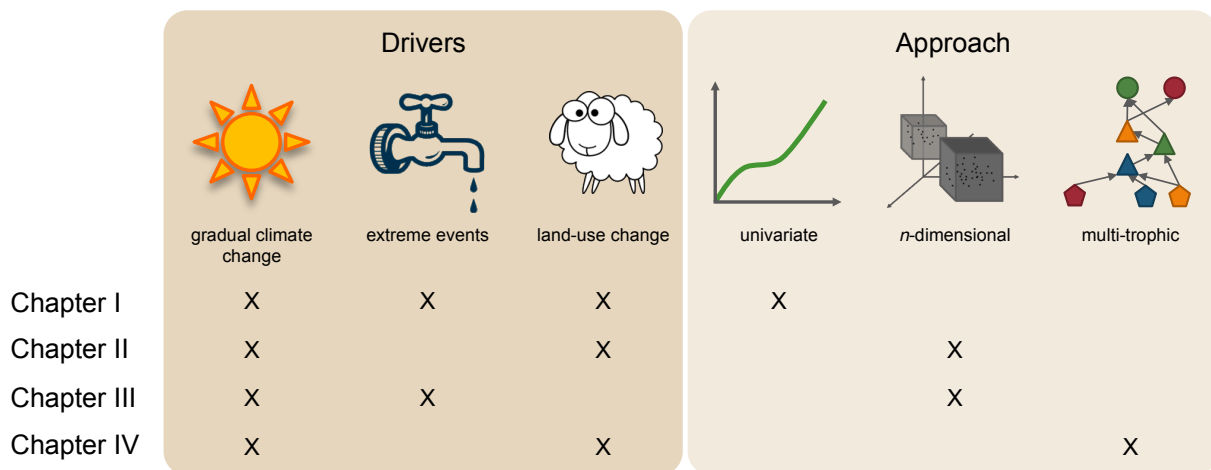 Drivers Approach
gradual climate change extreme events land-use change univariate n-dimensional multi-trophic
Chapter I X X X X
Chapter II X X X
Chapter III X X X
Chapter IV X X X